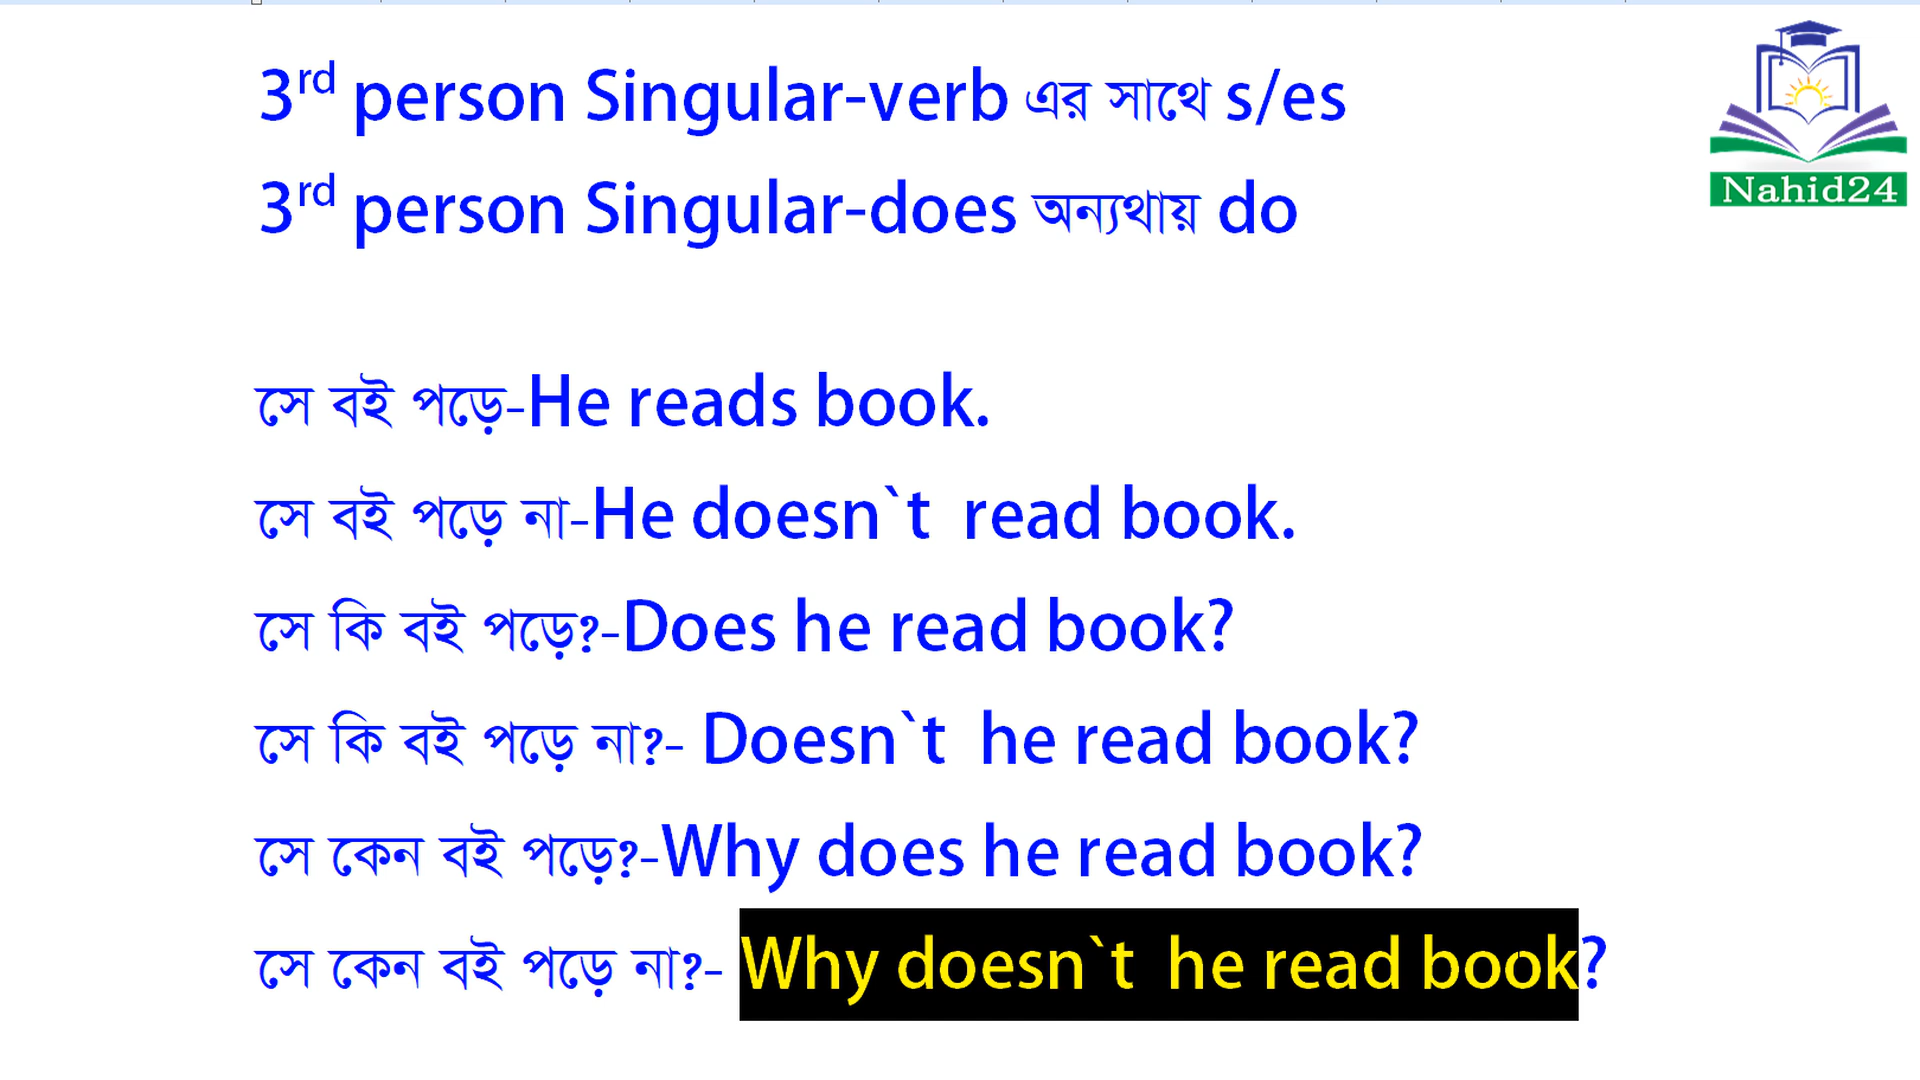 3rd person Singular-verb এর সাথে s/es
Nahid24
3rd person Singular-does অন্যথায় do
সে বই পড়ে-He reads book.
সে বই পড়ে না-He doesn`t  read book.
সে কি বই পড়ে?-Does he read book?
সে কি বই পড়ে না?- Doesn`t  he read book?
সে কেন বই পড়ে?-Why does he read book?
সে কেন বই পড়ে না?- Why doesn`t  he read book?